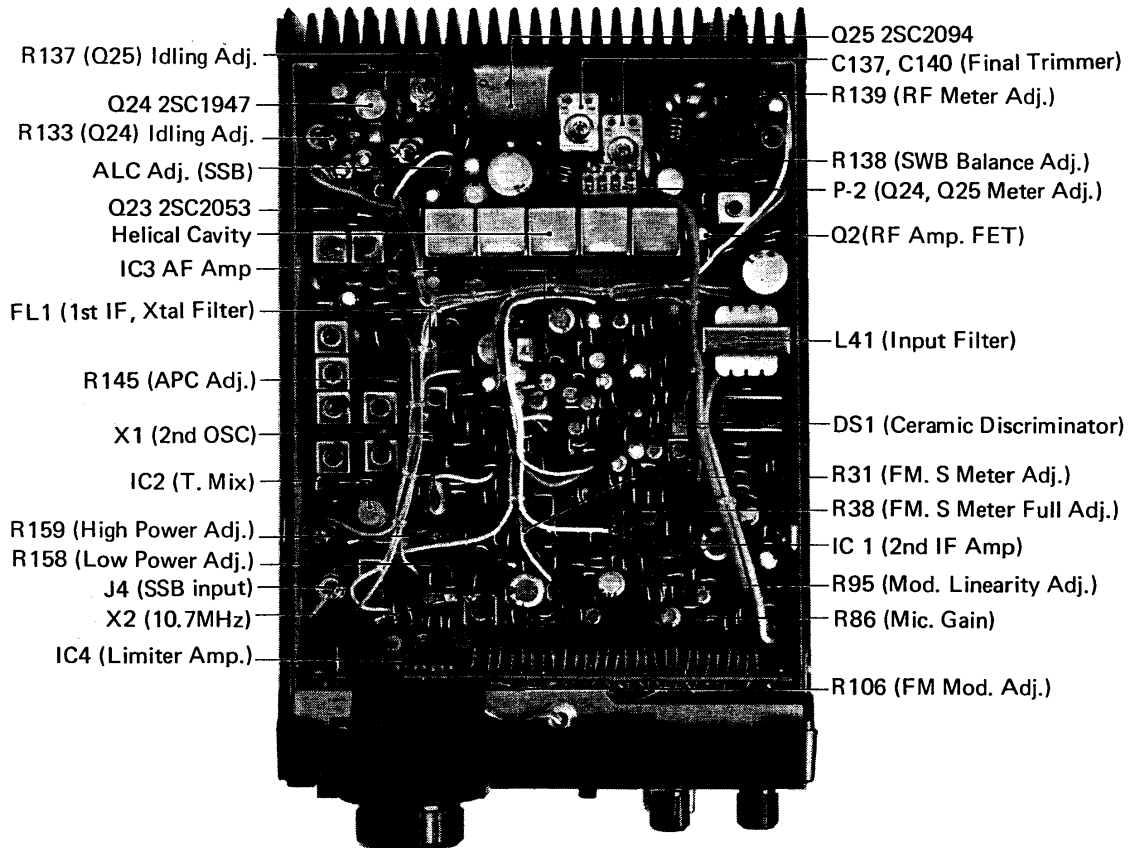 R137 (Q25) Idling Adj.
Q24 2SC1947
R133 (Q24) Idling Adj.
ALC Adj. (SSB)
Q23 2SC2053
Helical Cavity
IC3 AF Amp
FL1 (1st IF, Xtal Filter)
R145 (APC Adj.)
X1 (2nd OSC)
IC2 (T. Mix)
R159 (High Power Adj.)
R158 (Low Power Adj.)
J4 (SSB input)
X2 (10.7MHz)
IC4 (Limiter Amp.)
Q25 2SC2094
C137, C140 (Final Trimmer)
R139 (RF Meter Adj.)
R138 (SWB Balance Adj.)
P-2 (Q24, Q25 Meter Adj.)
Q2(RF Amp. FET)
L41 (Input Filter)
DS1 (Ceramic Discriminator)
R31 (FM. S Meter Adj.)
R38 (FM. S Meter Full Adj.)
IC 1 (2nd IF Amp)
R95 (Mod. Linearity Adj.)
R86 (Mic. Gain)
R106 (FM Mod. Adj.)